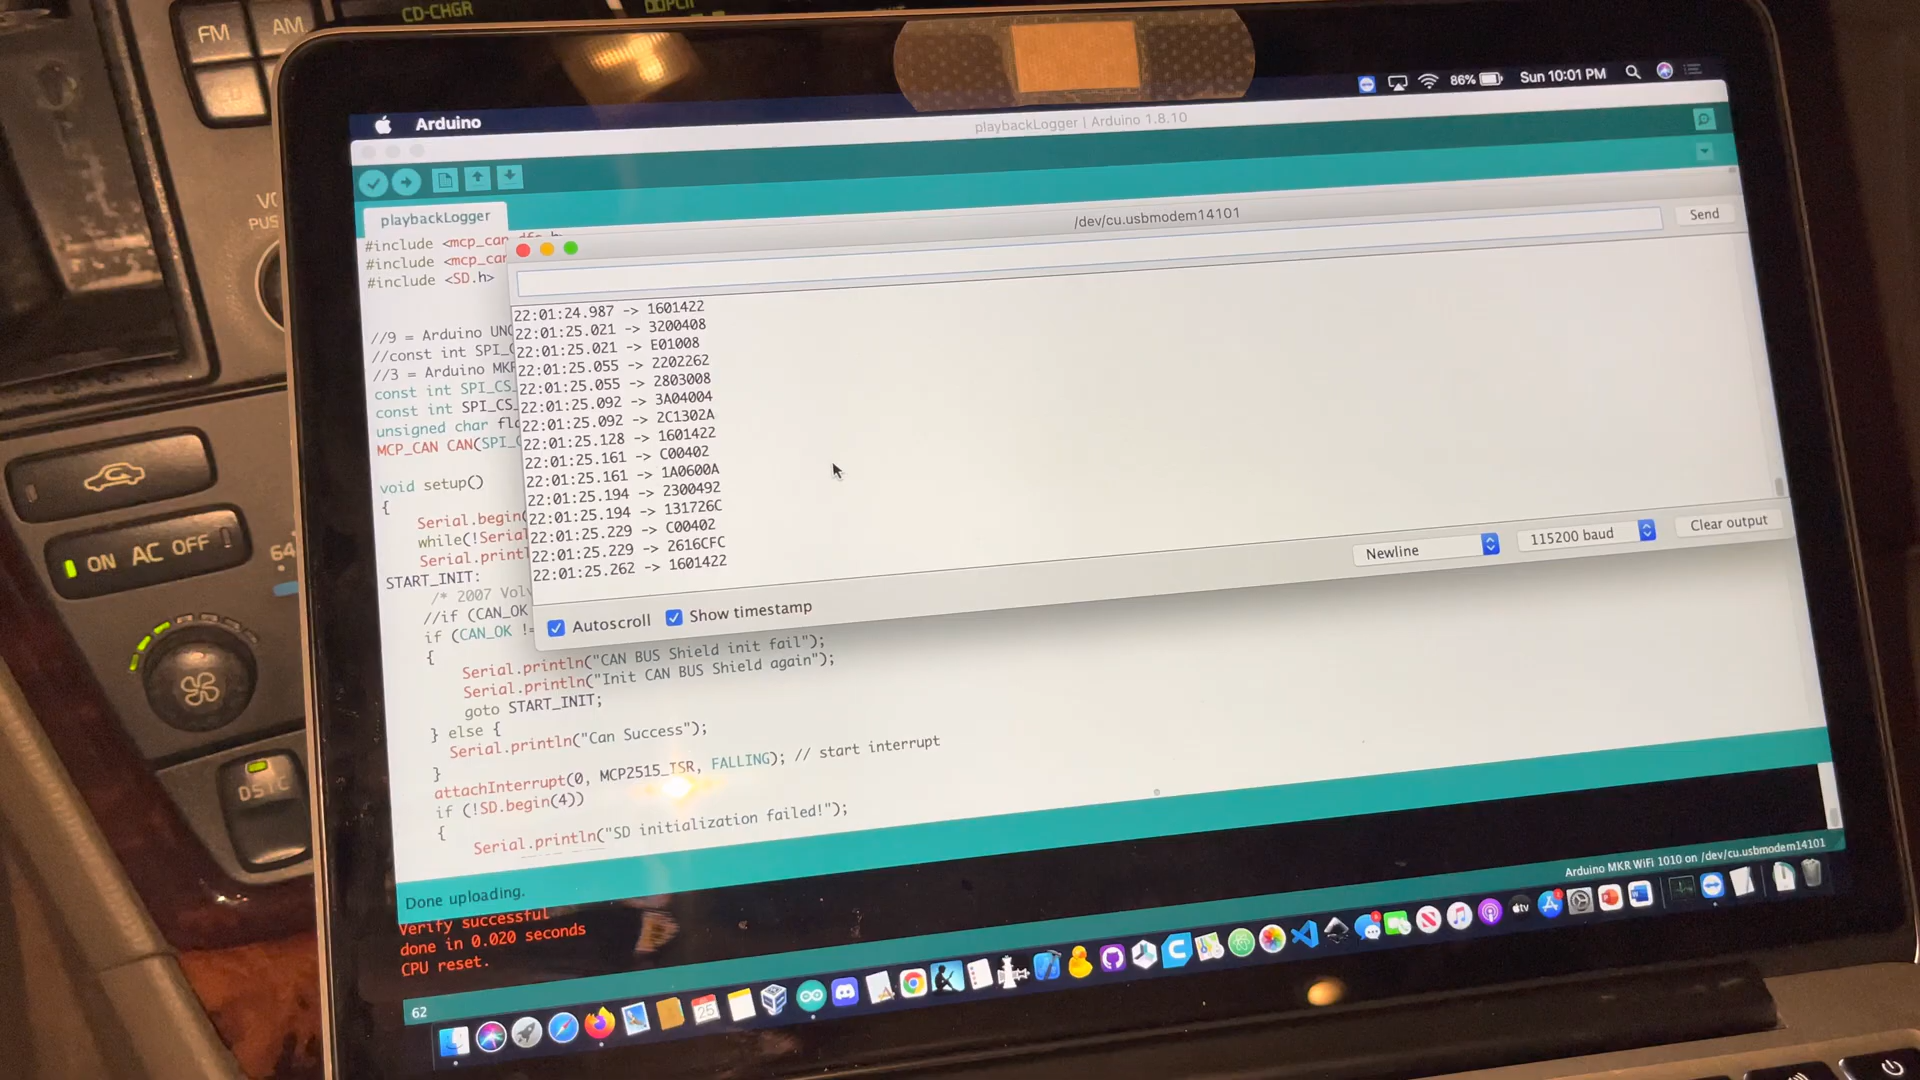 CD-CHGR
FM
AM
PUSH
ON AC OFF
64
DSTC
Arduino
86%
Sun 10:01 PM
playbackLogger | Arduino 1.8.10
playbackLogger
/dev/cu.usbmodem14101
Send
#include <mcp_can_dfs.h>
#include <mcp_can
#include <SD.h>
22:01:24.987 -> 1601422
22:01:25.021 -> 3200408
22:01:25.021 -> E01008
22:01:25.055 -> 2202262
22:01:25.055 -> 2803008
22:01:25.092 -> 3A04004
22:01:25.092 -> 2C1302A
22:01:25.128 -> 1601422
22:01:25.161 -> C00402
22:01:25.161 -> 1A0600A
22:01:25.194 -> 2300492
22:01:25.194 -> 131726C
22:01:25.229 -> C00402
22:01:25.229 -> 2616CFC
22:01:25.262 -> 1601422
Autoscroll
Show timestamp
Newline
115200 baud
Clear output
//9 = Arduino UNO
//const int SPI_C
//3 = Arduino MKR
const int SPI_CS_
const int SPI_CS_
unsigned char fl
MCP_CAN CAN(SPI_C
void setup()
{
Serial.begin(
while(!Serial
Serial.printl
START_INIT:
/* 2007 Volv
//if (CAN_OK
if (CAN_OK !=
{
Serial.println("CAN BUS Shield init fail");
Serial.println("Init CAN BUS Shield again");
goto START_INIT;
} else {
Serial.println("Can Success");
}
attachInterrupt(0, MCP2515_ISR, FALLING); // start interrupt
if (!SD.begin(4))
{
Serial.println("SD initialization failed!");
Done uploading.
Verify successful
done in 0.020 seconds
CPU reset.
62
Arduino MKR WiFi 1010 on /dev/cu.usbmodem14101
25
tv